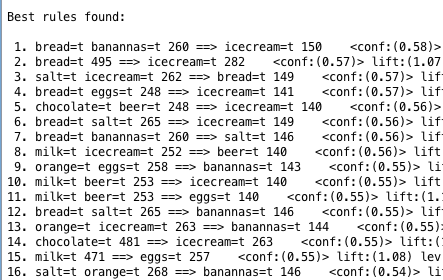 Best rules found:
1. bread=t banannas=t 260 ==> icecream=t 150 <conf:(0.58)>
2. bread=t 495 ==> icecream=t 282 <conf:(0.57)> lift:(1.07
3. salt=t icecream=t 262 ==> bread=t 149 <conf:(0.57)> lif
4. bread=t eggs=t 248 ==> icecream=t 141 <conf:(0.57)> lif
5. chocolate=t beer=t 248 ==> icecream=t 140 <conf:(0.56)>
6. bread=t salt=t 265 ==> icecream=t 149 <conf:(0.56)> lif
7. bread=t banannas=t 260 ==> salt=t 146 <conf:(0.56)> lif
8. milk=t icecream=t 252 ==> beer=t 140 <conf:(0.56)> lift
9. orange=t eggs=t 258 ==> banannas=t 143 <conf:(0.55)> li
10. milk=t beer=t 253 ==> icecream=t 140 <conf:(0.55)> lift
11. milk=t beer=t 253 ==> eggs=t 140 <conf:(0.55)> lift:(1.
12. bread=t salt=t 265 ==> banannas=t 146 <conf:(0.55)> lif
13. orange=t icecream=t 263 ==> banannas=t 144 <conf:(0.55)
14. chocolate=t 481 ==> icecream=t 263 <conf:(0.55)> lift:(
15. milk=t 471 ==> eggs=t 257 <conf:(0.55)> lift:(1.08) lev
16. salt=t orange=t 268 ==> banannas=t 146 <conf:(0.54)> l